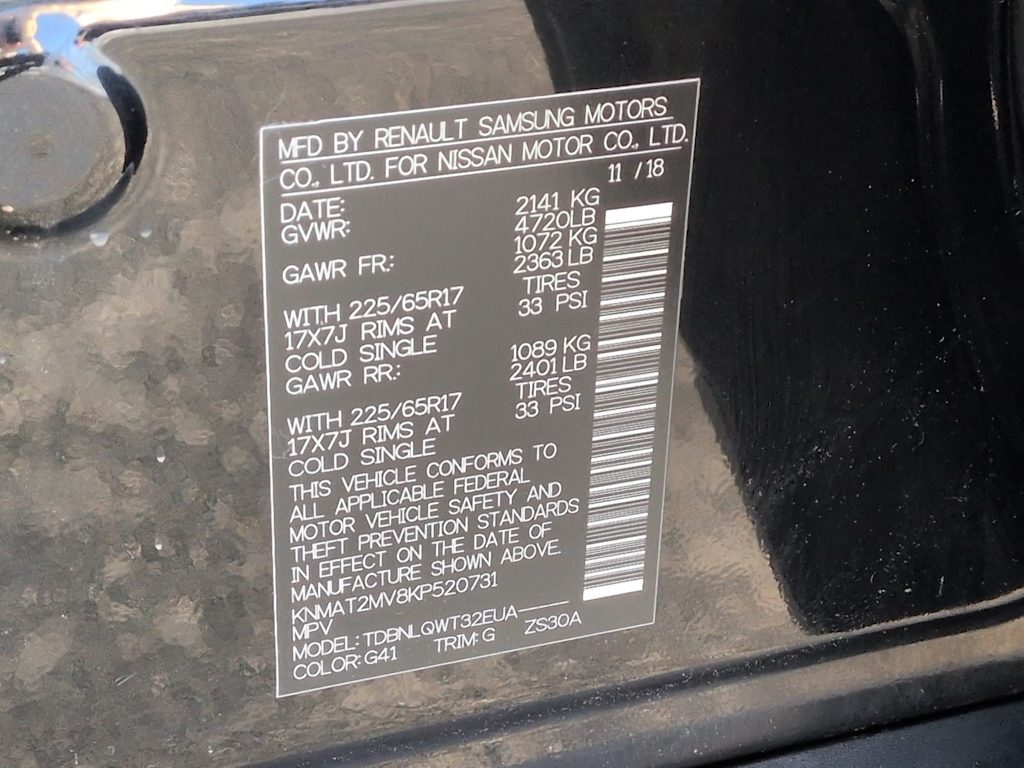 MFD BY RENAULT SAMSUNG MOTORS
CO., LTD. FOR NISSAN MOTOR CO., LTD.
DATE: 11 /18
GVWR: 2141 KG
4720LB
GAWR FR.: 1072 KG
2363 LB
WITH 225/65R17 TIRES
17X7J RIMS AT 33 PSI
COLD SINGLE
GAWR RR.: 1089 KG
2401 LB
WITH 225/65R17 TIRES
17X7J RIMS AT 33 PSI
COLD SINGLE
THIS VEHICLE CONFORMS TO
ALL APPLICABLE FEDERAL
MOTOR VEHICLE SAFETY AND
THEFT PREVENTION STANDARDS
IN EFFECT ON THE DATE OF
MANUFACTURE SHOWN ABOVE.
KNMAT2MV8KP520731
MPV
MODEL: TDBNLQWT32EUA-----
COLOR: G41 TRIM: G ZS30A